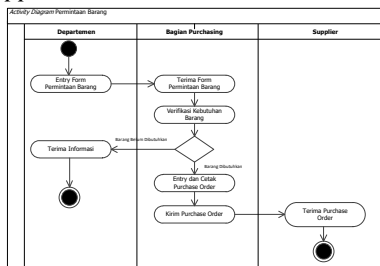 Activity Diagram Permintaan Barang
Departemen
Bagian Purchasing
Supplier
Entry Form
Permintaan Barang
Terima Form
Permintaan Barang
Verifikasi Kebutuhan
Barang
Barang Belum Dibutuhkan
Terima Informasi
Barang Dibutuhkan
Entry dan Cetak
Purchase Order
Kirim Purchase Order
Terima Purchase
Order